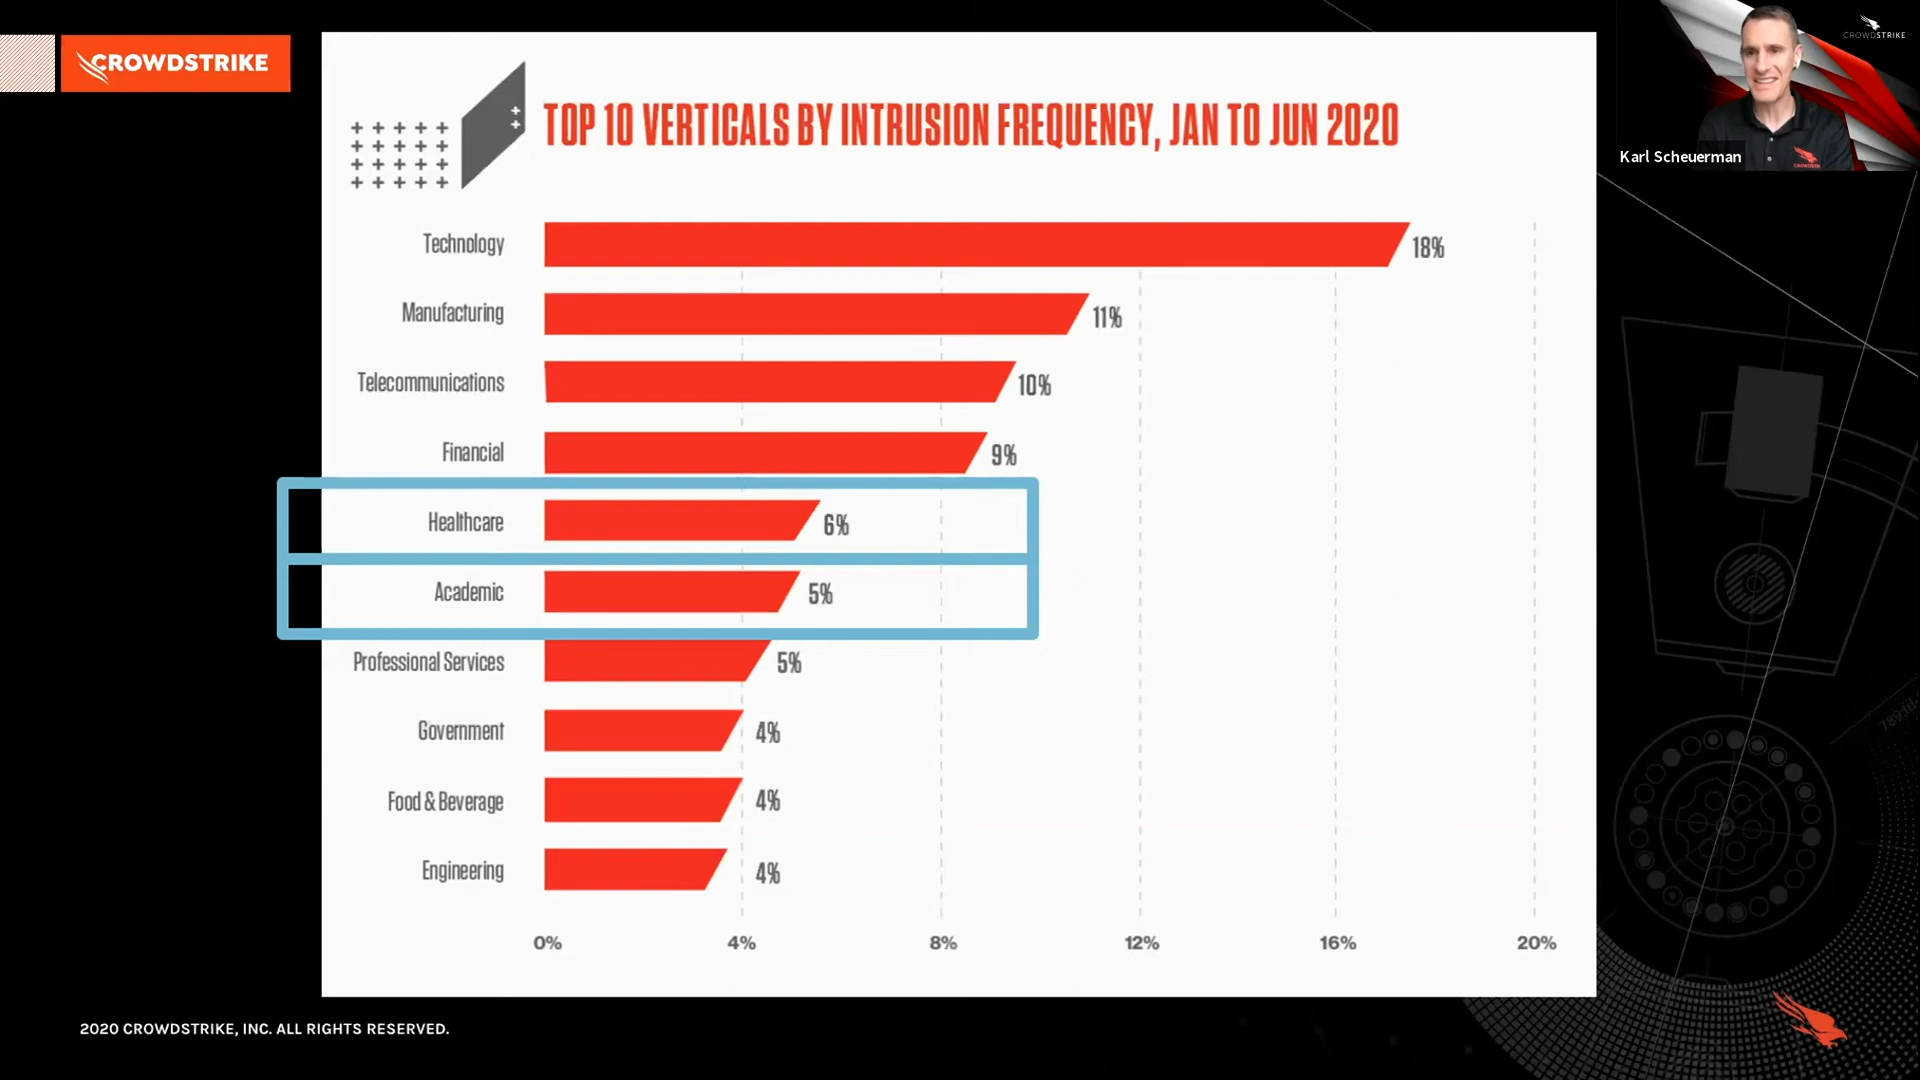 CROWDSTRIKE
CROWDSTRIKE
Karl Scheuerman
TOP 10 VERTICALS BY INTRUSION FREQUENCY, JAN TO JUN 2020
Technology 18%
Manufacturing 11%
Telecommunications 10%
Financial 9%
Healthcare 6%
Academic 5%
Professional Services 5%
Government 4%
Food & Beverage 4%
Engineering 4%
0% 4% 8% 12% 16% 20%
2020 CROWDSTRIKE, INC. ALL RIGHTS RESERVED.